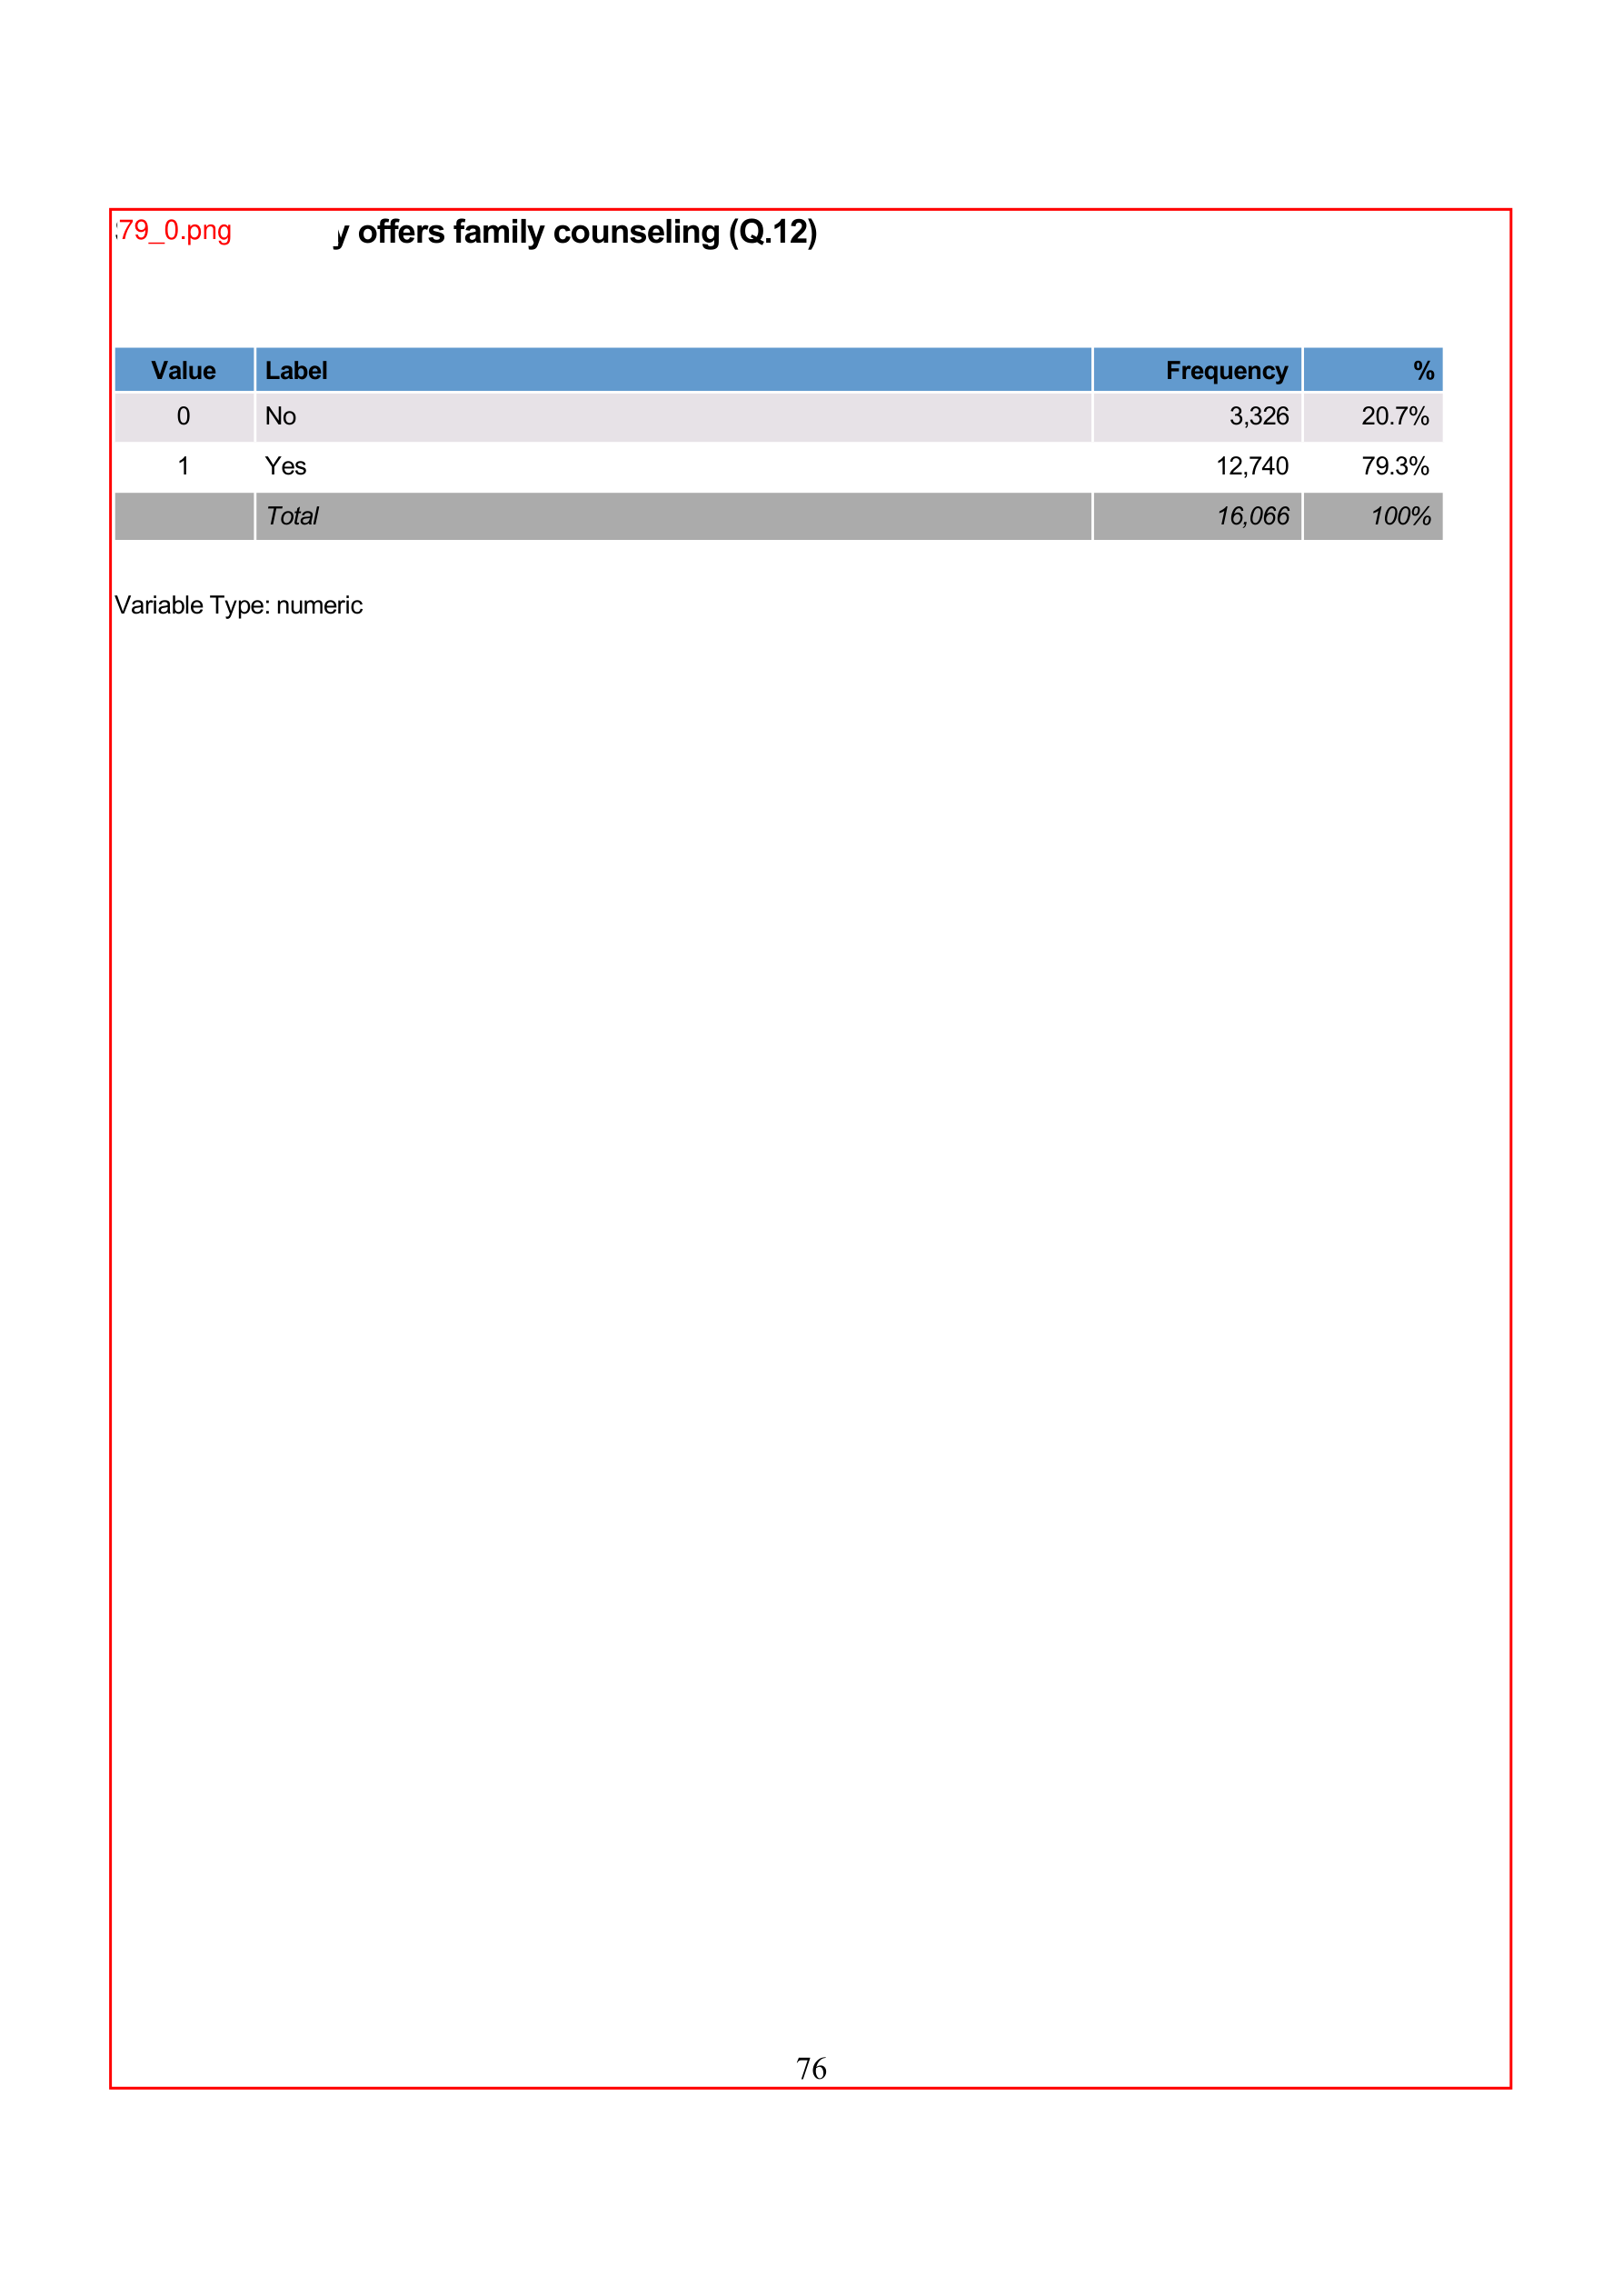 79_0.png offers family counseling (Q.12)
Value Label Frequency %
0 No 3,326 20.7%
1 Yes 12,740 79.3%
Total 16,066 100%
Variable Type: numeric
76